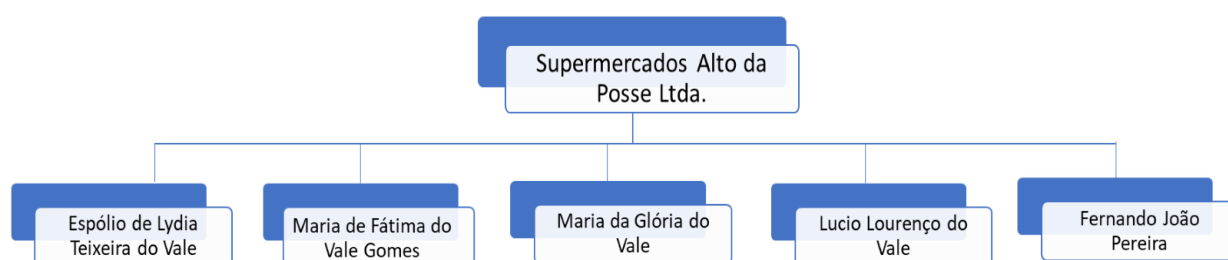 Supermercados Alto da
Posse Ltda.
Espólio de Lydia
Teixeira do Vale
Maria de Fátima do
Vale Gomes
Maria da Glória do
Vale
Lucio Lourenço do
Vale
Fernando João
Pereira